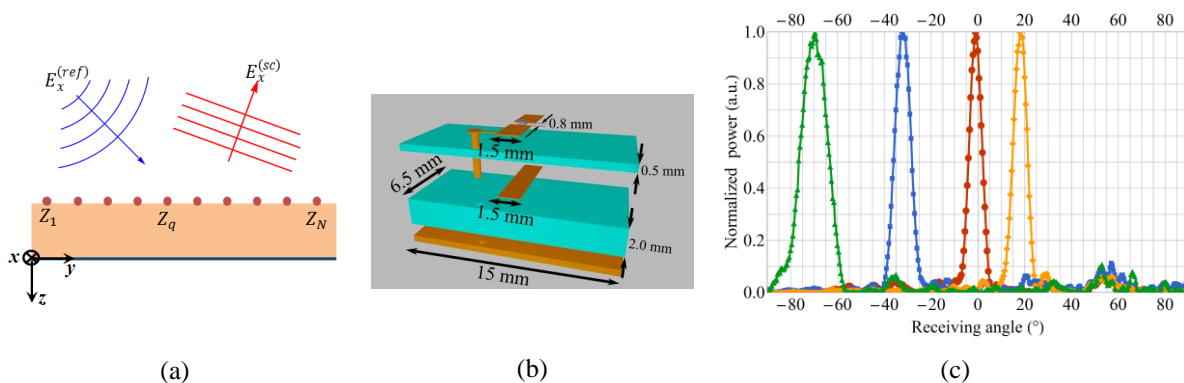 E_x^(ref)
E_x^(sc)
Z_1
Z_q
Z_N
x
y
z
(a)
0.8 mm
1.5 mm
6.5 mm
0.5 mm
1.5 mm
2.0 mm
15 mm
(b)
−80 −60 −40 −20 0 20 40 60 80
1.0
0.8
0.6
0.4
0.2
0.0
Normalized power (a.u.)
−80 −60 −40 −20 0 20 40 60 80
Receiving angle (°)
(c)